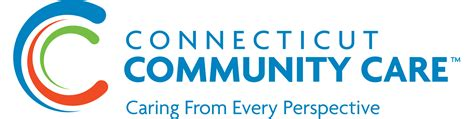 CONNECTICUT
COMMUNITY CARE™
Caring From Every Perspective